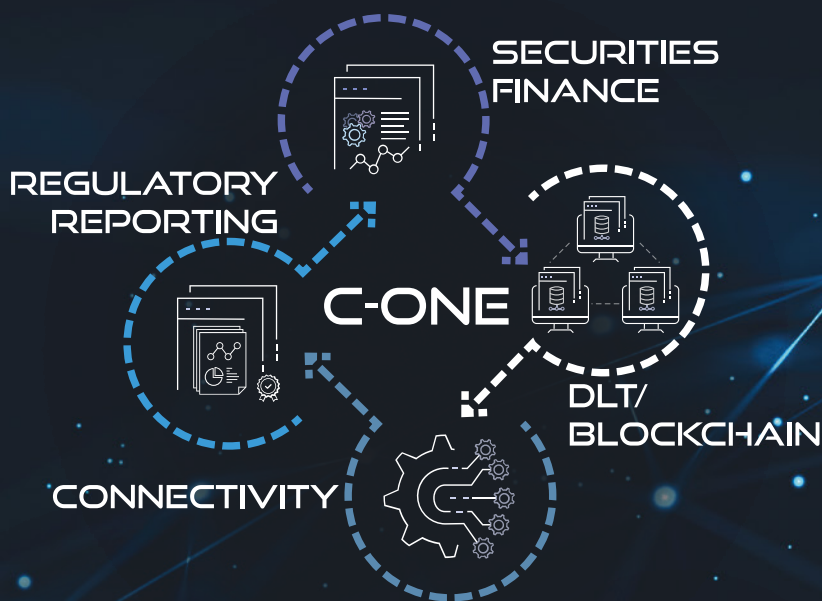 SECURITIES
FINANCE
REGULATORY
REPORTING
C-ONE
DLT/
BLOCKCHAIN
CONNECTIVITY